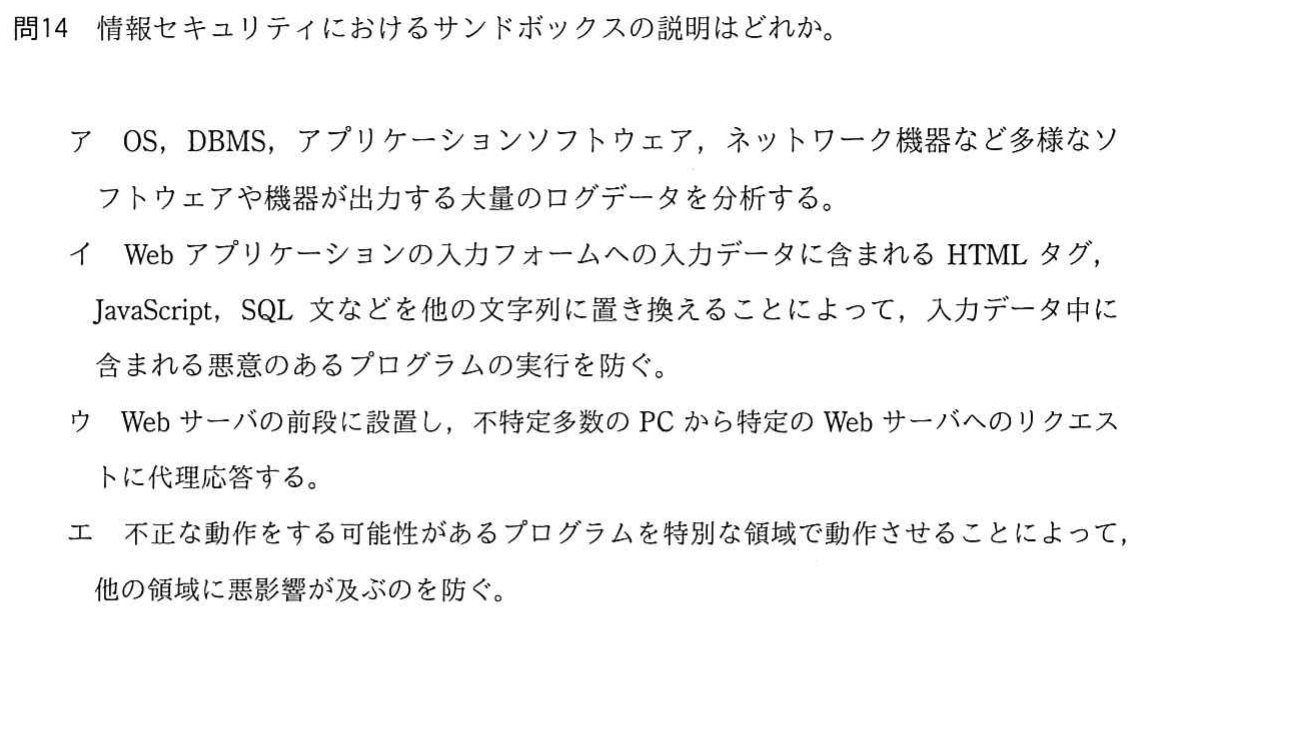 問14 情報セキュリティにおけるサンドボックスの説明はどれか。
ア OS，DBMS，アプリケーションソフトウェア，ネットワーク機器など多様なソ
フトウェアや機器が出力する大量のログデータを分析する。
イ Web アプリケーションの入力フォームへの入力データに含まれる HTML タグ，
JavaScript，SQL 文などを他の文字列に置き換えることによって，入力データ中に
含まれる悪意のあるプログラムの実行を防ぐ。
ウ Web サーバの前段に設置し，不特定多数の PC から特定の Web サーバへのリクエス
トに代理応答する。
エ 不正な動作をする可能性があるプログラムを特別な領域で動作させることによって，
他の領域に悪影響が及ぶのを防ぐ。